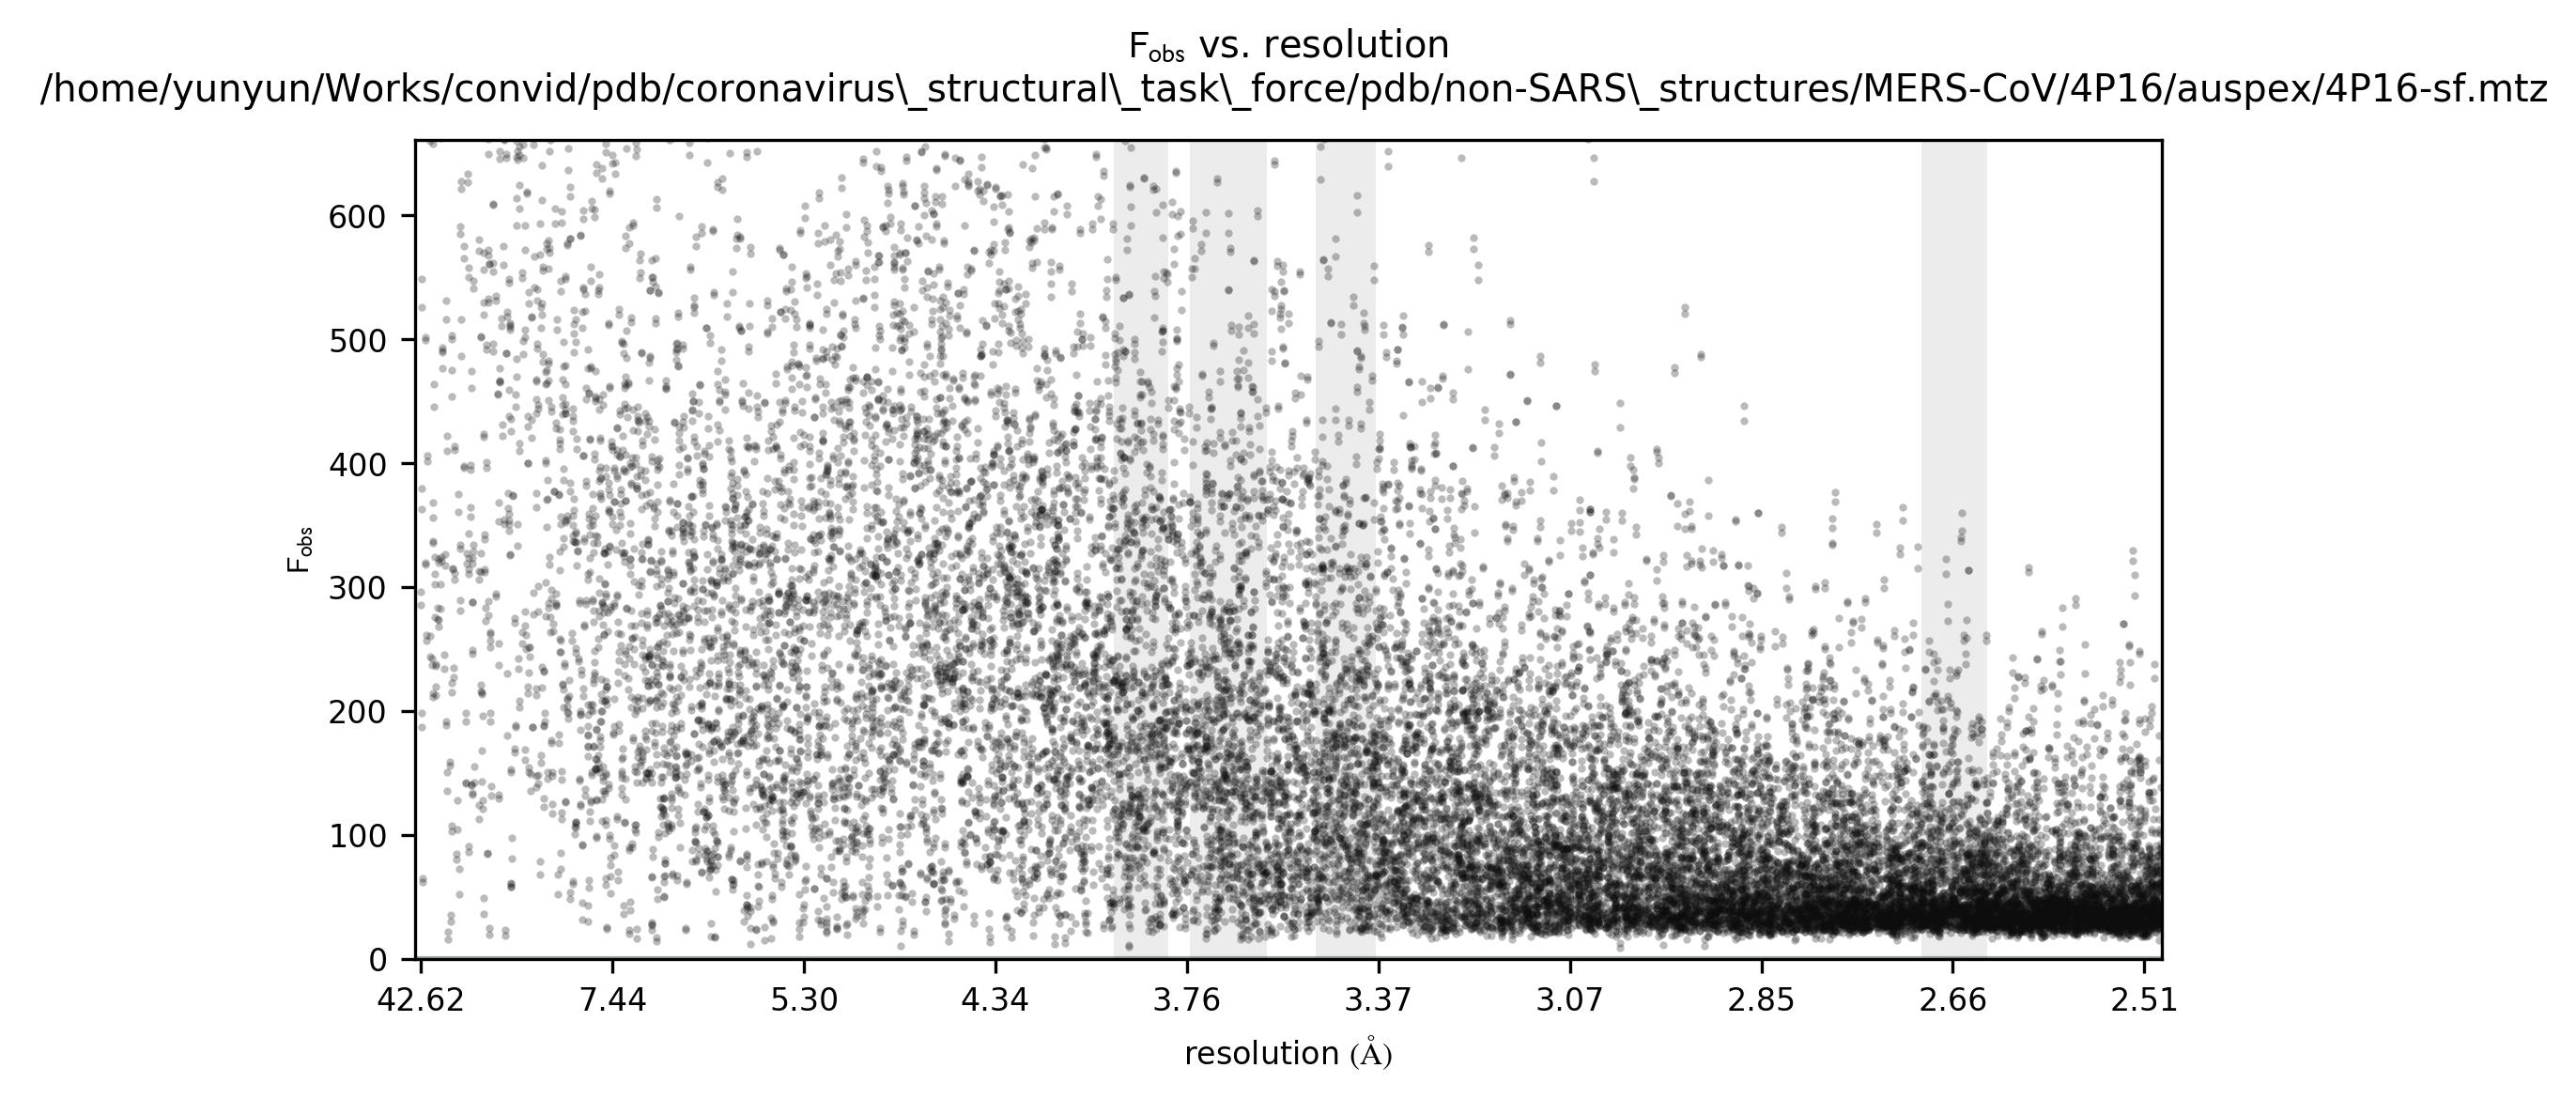 Fobs vs. resolution
/home/yunyun/Works/convid/pdb/coronavirus\_structural\_task\_force/pdb/non-SARS\_structures/MERS-CoV/4P16/auspex/4P16-sf.mtz
600
500
400
300
200
100
0
Fobs
42.62 7.44 5.30 4.34 3.76 3.37 3.07 2.85 2.66 2.51
resolution (Å)